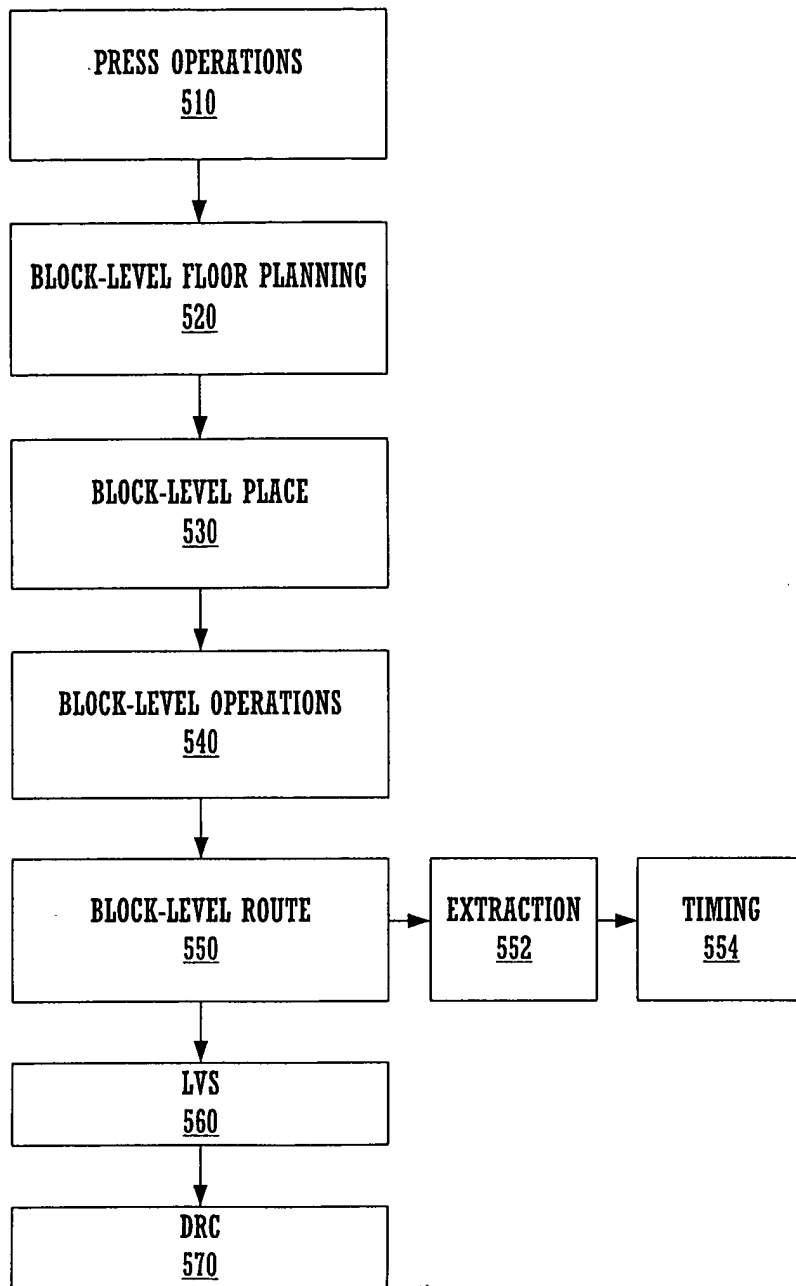 PRESS OPERATIONS
510
BLOCK-LEVEL FLOOR PLANNING
520
BLOCK-LEVEL PLACE
530
BLOCK-LEVEL OPERATIONS
540
BLOCK-LEVEL ROUTE
550
EXTRACTION
552
TIMING
554
LVS
560
DRC
570